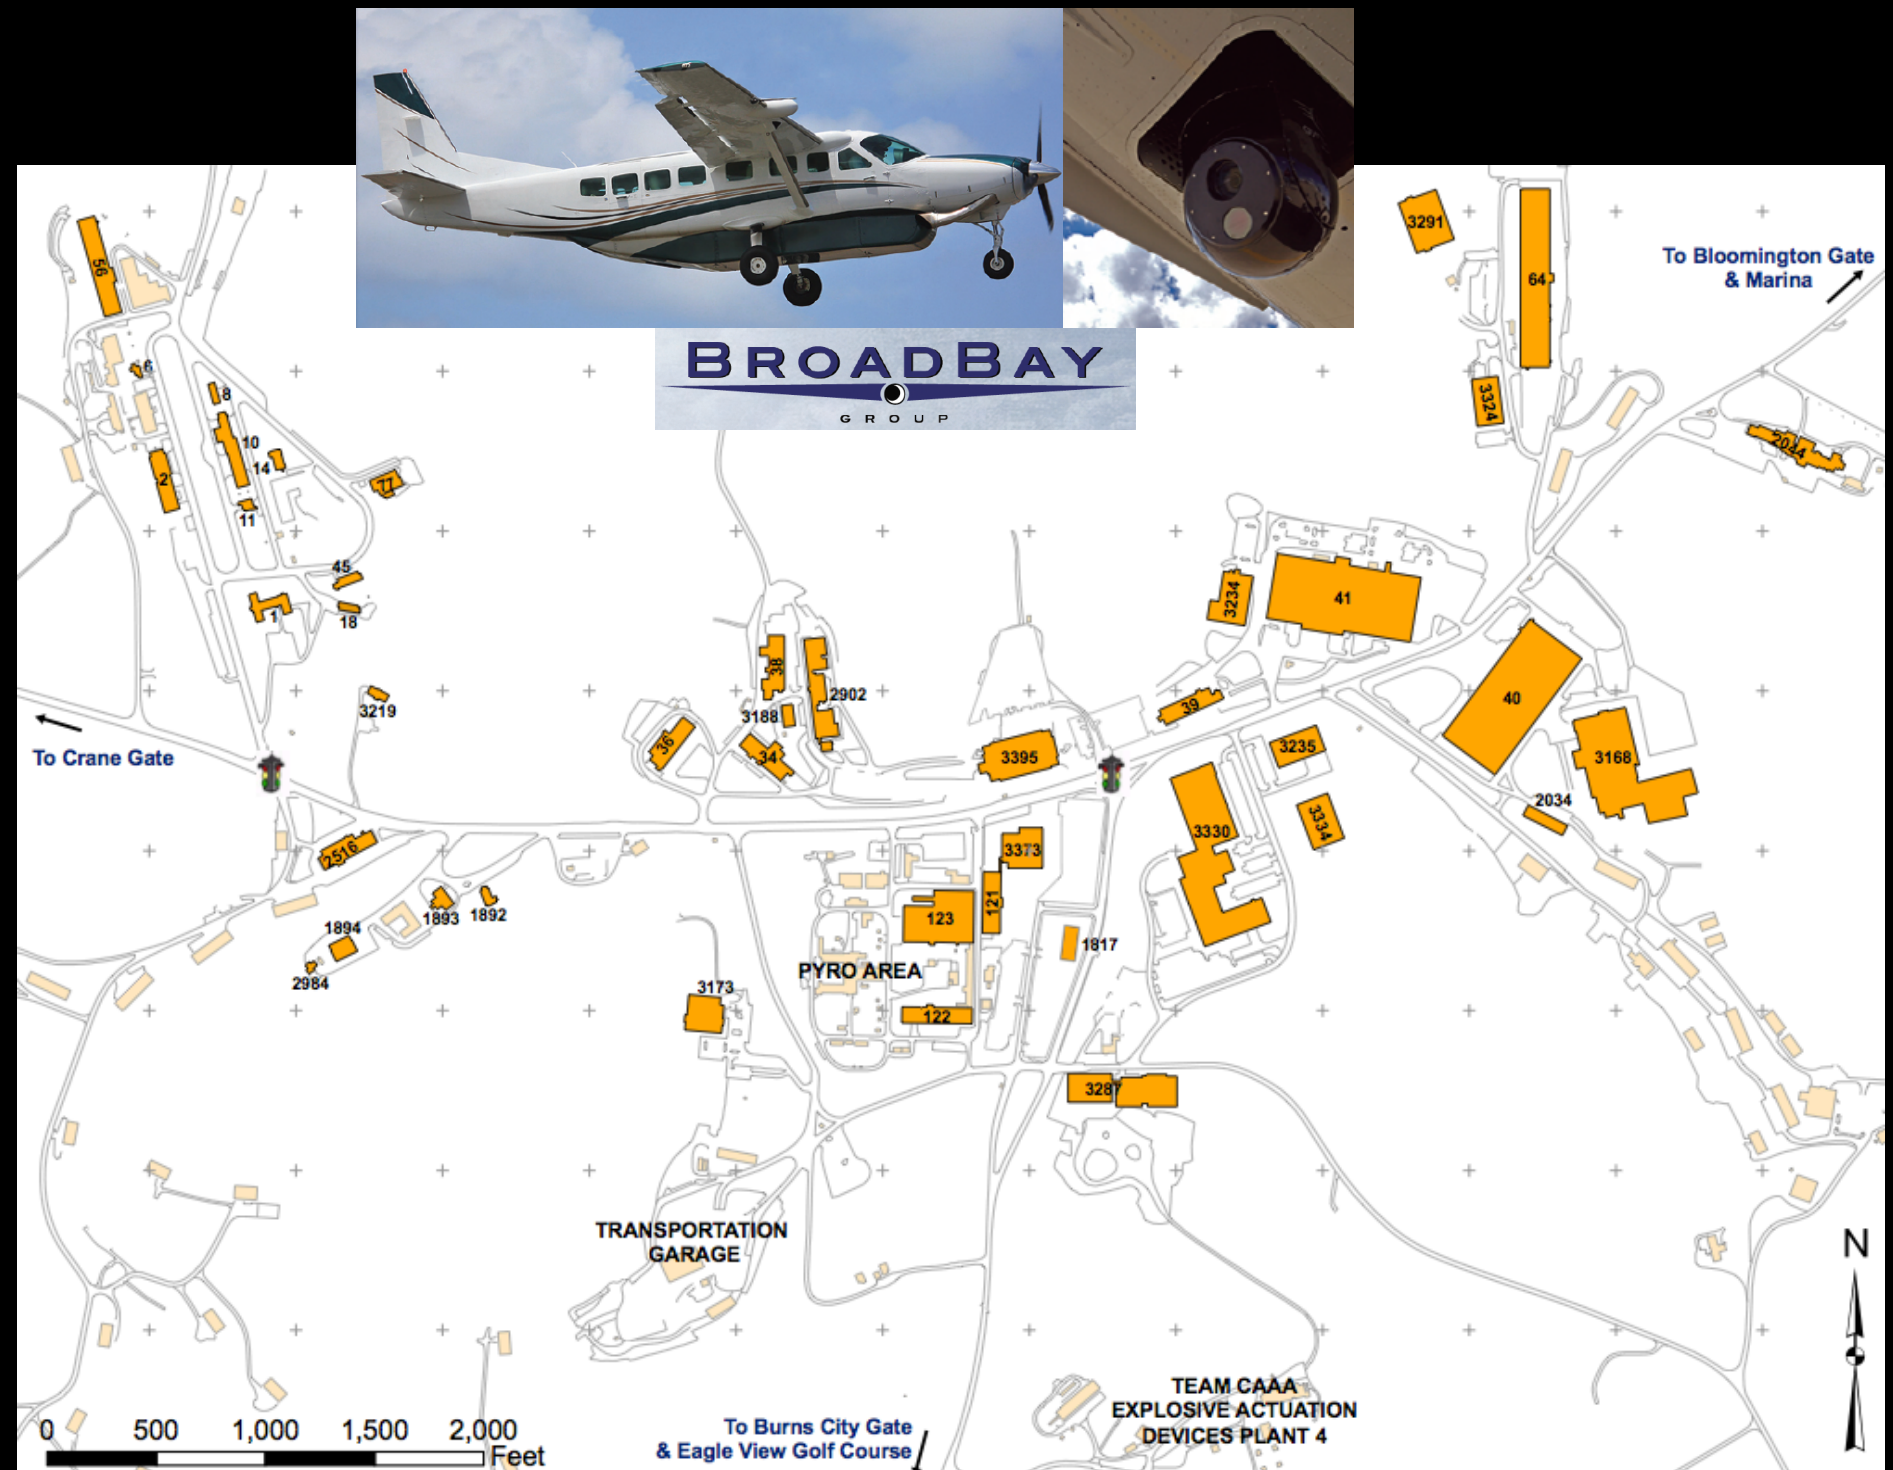 BROADBAY
GROUP
3291
64
To Bloomington Gate
& Marina
56
6
8
3324
10
14
2044
2
77
11
45
1
18
3234
41
38
2902
3219
3188
39
40
36
34
3395
3235
3168
To Crane Gate
2034
3330
3334
2516
3373
121
1893
1892
123
1894
1817
2984
PYRO AREA
3173
122
3287
TRANSPORTATION
GARAGE
N
TEAM CAAA
EXPLOSIVE ACTUATION
DEVICES PLANT 4
To Burns City Gate
& Eagle View Golf Course
0 500 1,000 1,500 2,000
Feet